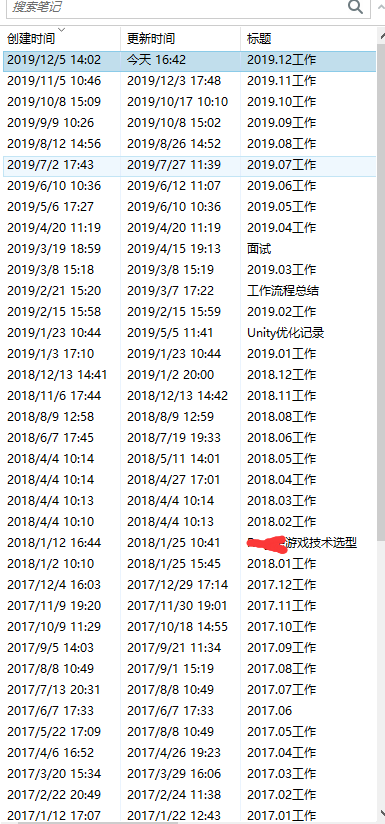 搜索笔记
创建时间 更新时间 标题
2019/12/5 14:02 今天 16:42 2019.12工作
2019/11/5 10:46 2019/12/3 17:48 2019.11工作
2019/10/8 15:09 2019/10/17 10:10 2019.10工作
2019/9/9 10:26 2019/10/8 15:02 2019.09工作
2019/8/12 14:56 2019/8/26 14:52 2019.08工作
2019/7/2 17:43 2019/7/27 11:39 2019.07工作
2019/6/10 10:36 2019/6/12 11:07 2019.06工作
2019/5/6 17:27 2019/6/10 10:36 2019.05工作
2019/4/20 11:19 2019/4/20 11:19 2019.04工作
2019/3/19 18:59 2019/4/15 19:13 面试
2019/3/8 15:18 2019/3/8 15:19 2019.03工作
2019/2/21 15:20 2019/3/7 17:22 工作流程总结
2019/2/15 15:58 2019/2/15 15:59 2019.02工作
2019/1/23 10:44 2019/5/5 11:41 Unity优化记录
2019/1/3 17:10 2019/1/23 10:44 2019.01工作
2018/12/13 14:41 2019/1/2 20:00 2018.12工作
2018/11/6 17:44 2018/12/13 14:42 2018.11工作
2018/8/9 12:58 2018/8/9 12:59 2018.08工作
2018/6/7 17:45 2018/7/19 19:33 2018.06工作
2018/4/4 10:14 2018/5/11 14:01 2018.05工作
2018/4/4 10:14 2018/4/27 17:01 2018.04工作
2018/4/4 10:13 2018/4/4 10:14 2018.03工作
2018/4/4 10:10 2018/4/4 10:13 2018.02工作
2018/1/12 16:44 2018/1/25 10:41 游戏技术选型
2018/1/2 10:10 2018/1/25 15:45 2018.01工作
2017/12/4 16:03 2017/12/29 17:14 2017.12工作
2017/11/9 19:20 2017/11/30 19:01 2017.11工作
2017/10/9 11:29 2017/10/18 14:55 2017.10工作
2017/9/5 14:03 2017/9/21 11:34 2017.09工作
2017/8/8 10:49 2017/9/1 15:19 2017.08工作
2017/7/13 20:31 2017/8/8 10:49 2017.07工作
2017/6/7 17:33 2017/6/7 17:33 2017.06
2017/5/22 17:09 2017/8/8 10:49 2017.05工作
2017/4/6 16:52 2017/4/26 19:23 2017.04工作
2017/3/20 15:34 2017/3/29 16:06 2017.03工作
2017/2/22 20:49 2017/2/24 11:38 2017.02工作
2017/1/12 17:07 2017/1/22 12:43 2017.01工作